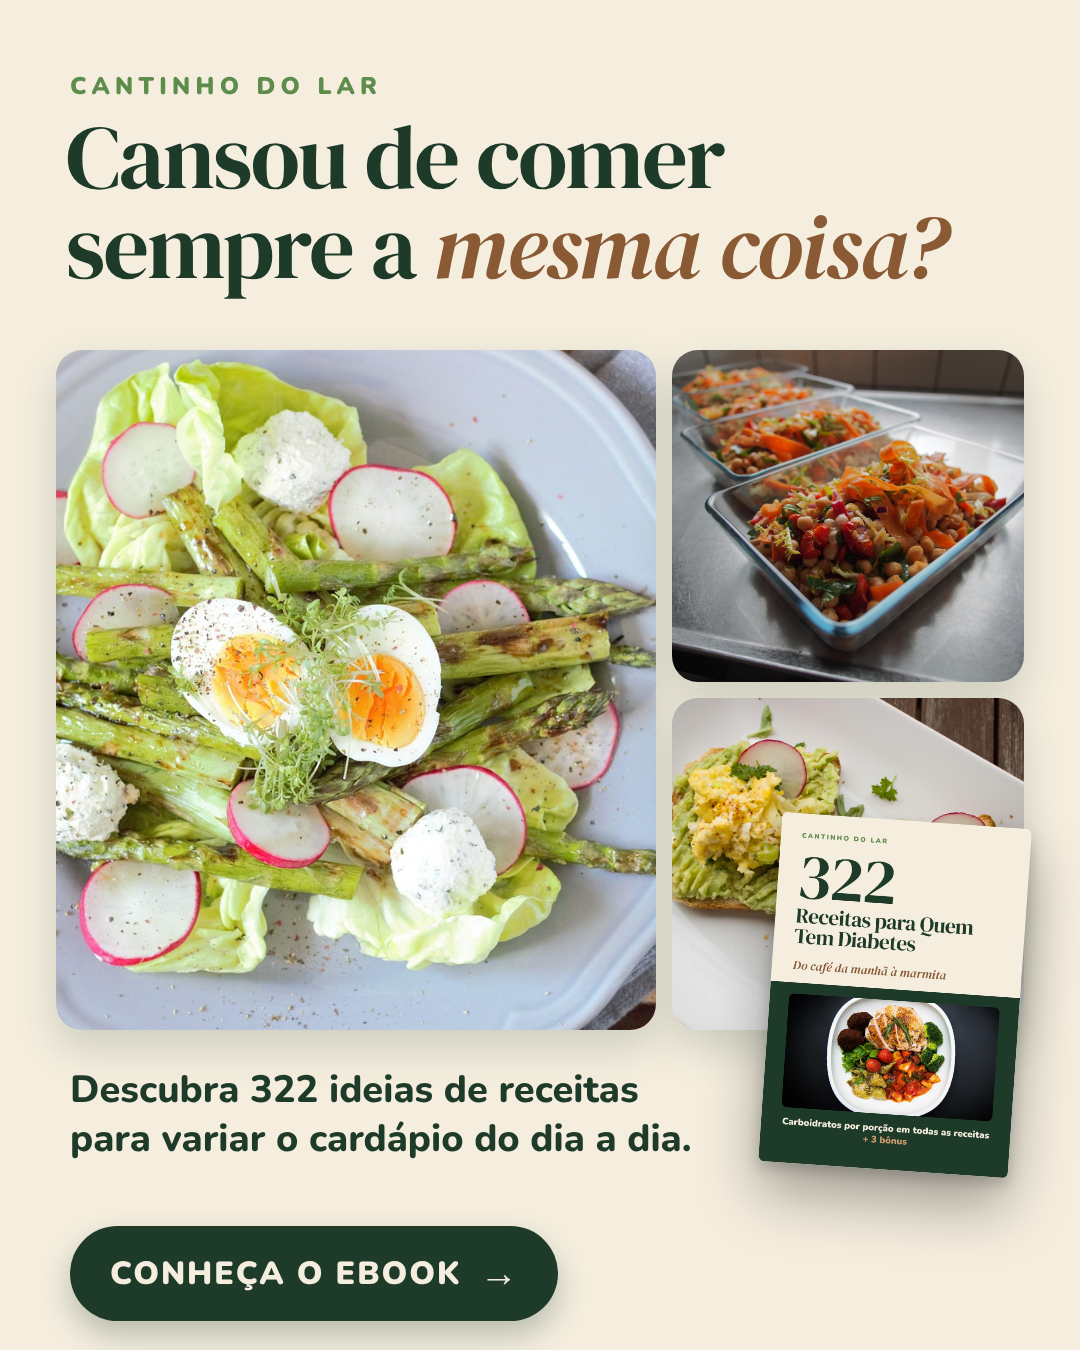 CANTINHO DO LAR
Cansou de comer
sempre a mesma coisa?
CANTINHO DO LAR
322
Receitas para Quem
Tem Diabetes
Do café da manhã à marmita
Carboidratos por porção em todas as receitas
+ 3 bônus
Descubra 322 ideias de receitas
para variar o cardápio do dia a dia.
CONHEÇA O EBOOK →